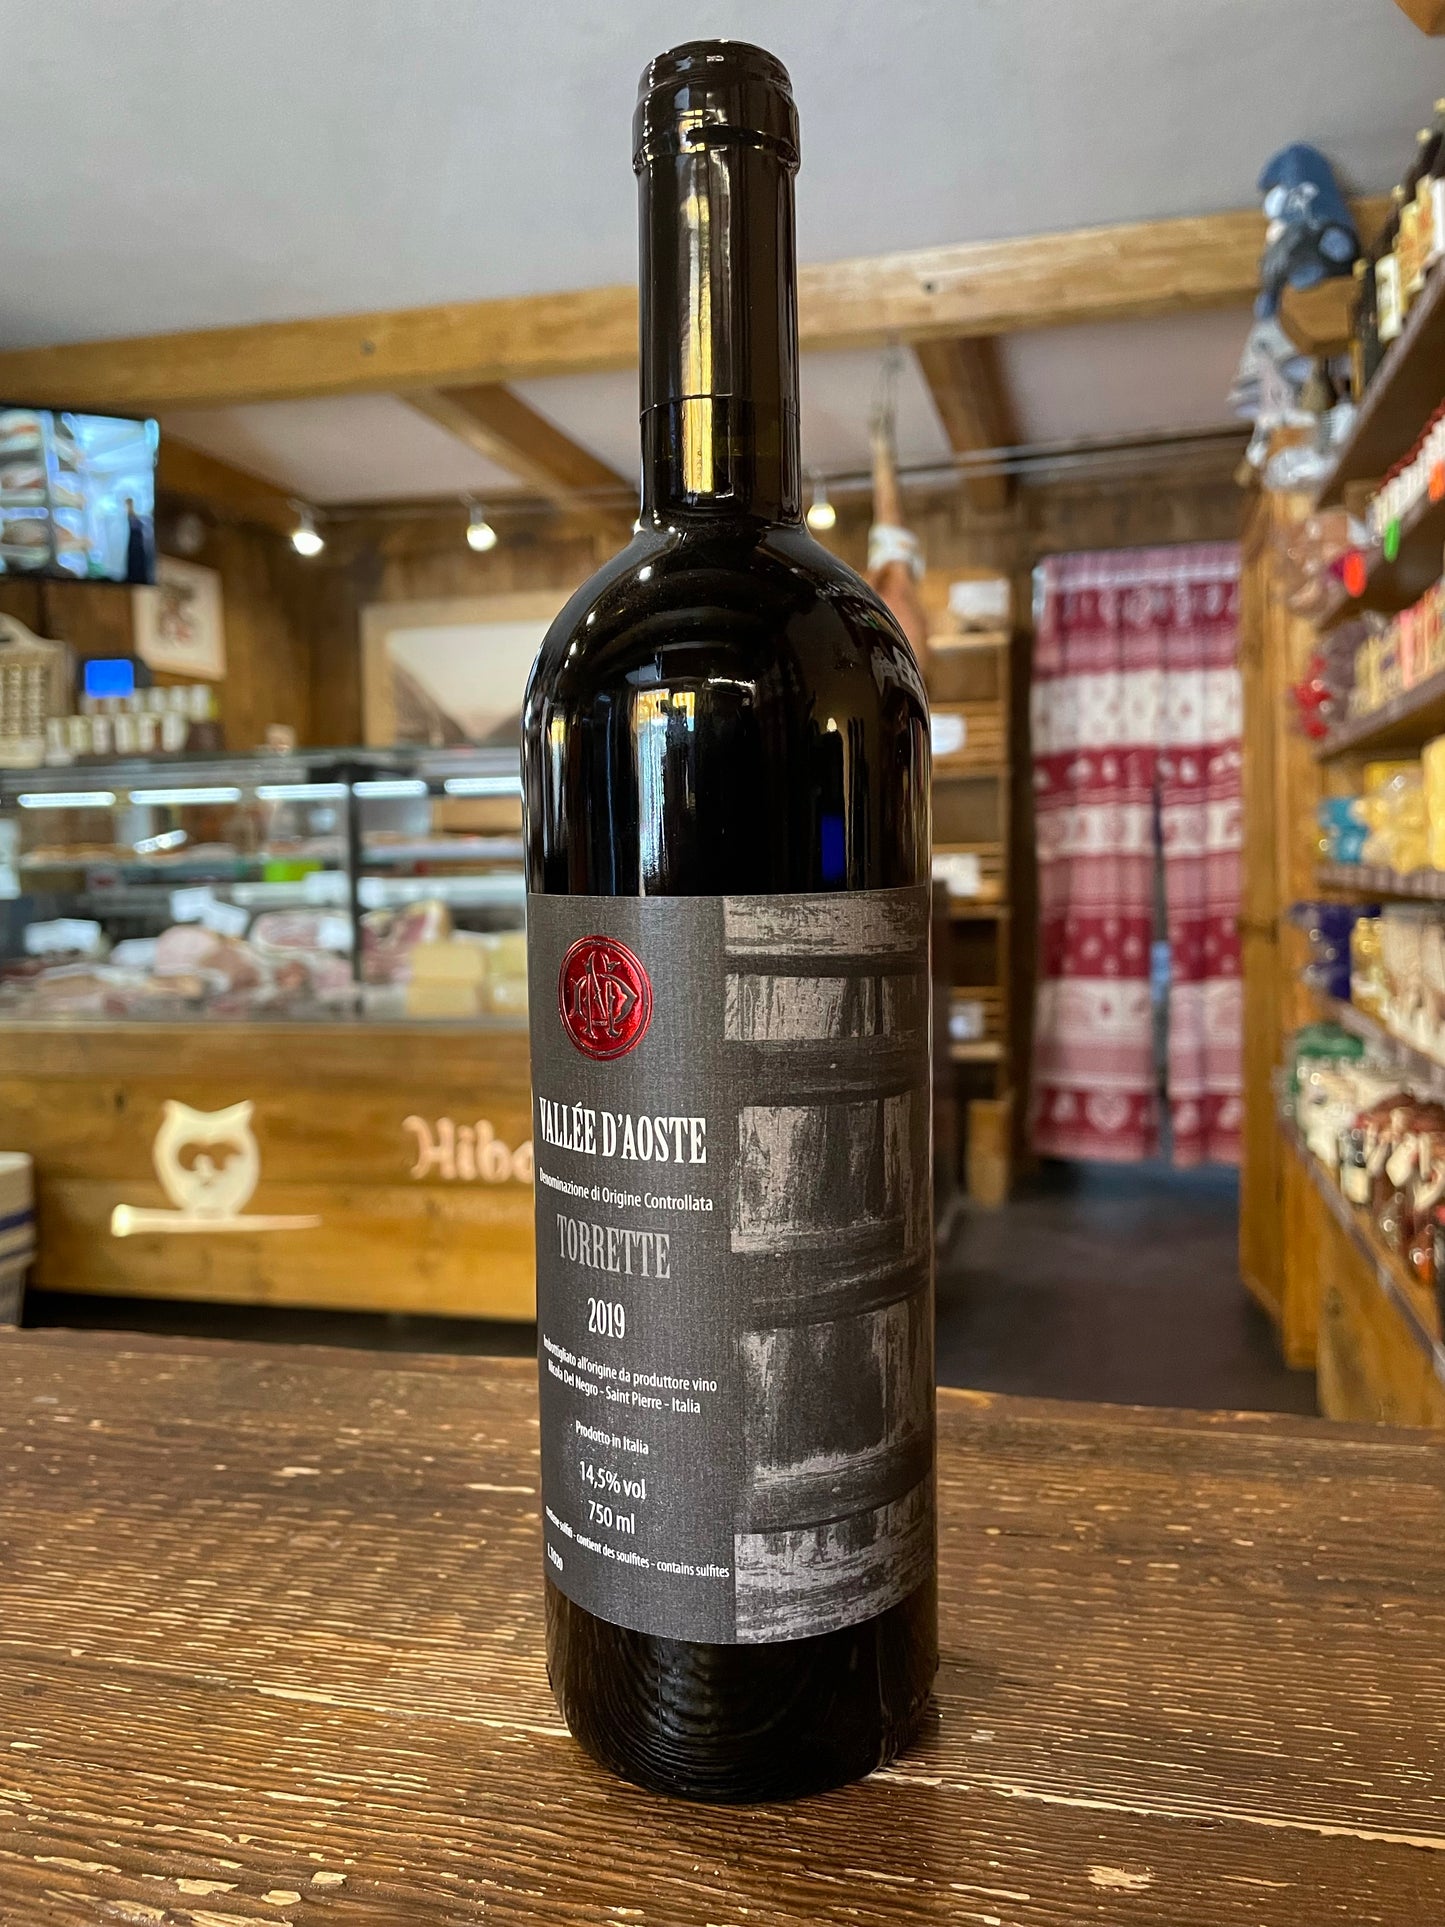 VALLÉE D'AOSTE
Denominazione di Origine Controllata
TORRETTE
2019
Imbottigliato all'origine da produttore vino
Nicola Del Negro - Saint Pierre - Italia
Prodotto in Italia
14,5% vol
750 ml
solfiti - contient des soulfites - contains sulfites
Hibo